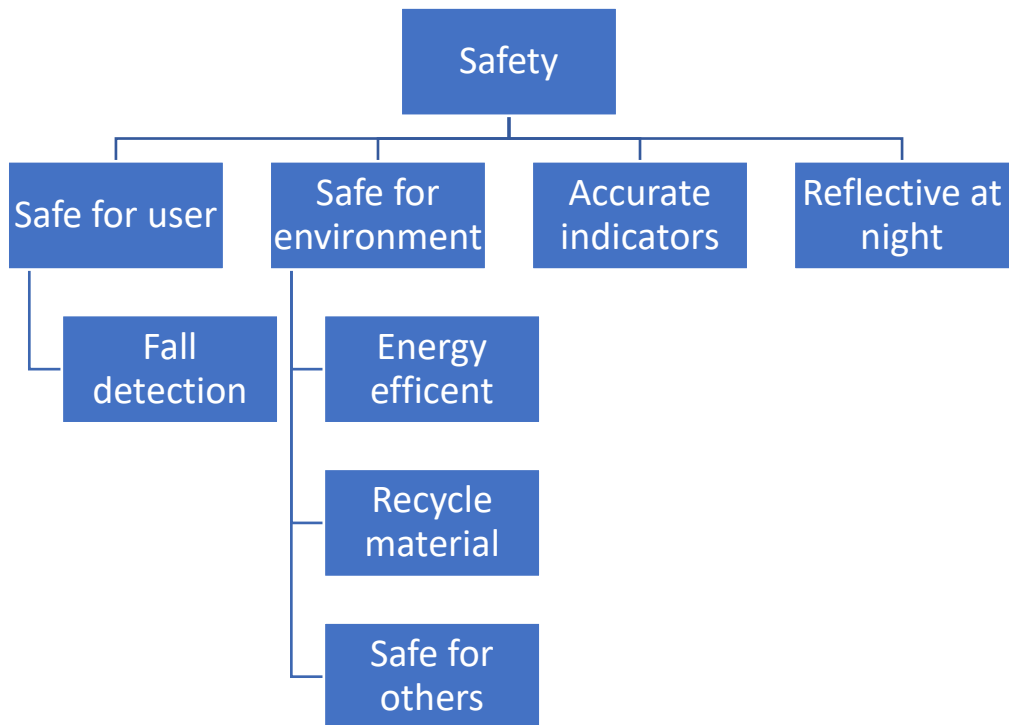 Safety
Safe for user
Safe for
environment
Accurate
indicators
Reflective at
night
Fall
detection
Energy
efficent
Recycle
material
Safe for
others